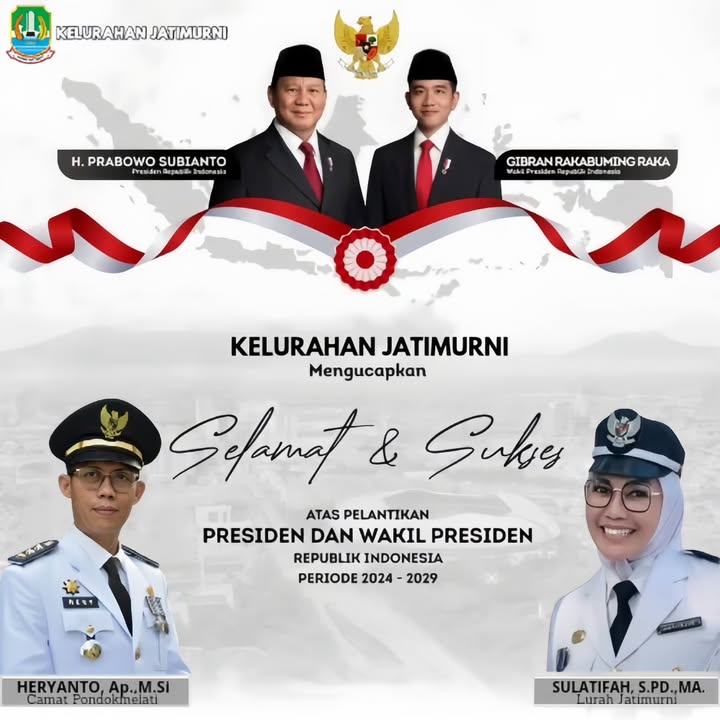 KELURAHAN JATIMURNI
H. PRABOWO SUBIANTO
Presiden Republik Indonesia
GIBRAN RAKABUMING RAKA
Wakil Presiden Republik Indonesia
KELURAHAN JATIMURNI
Mengucapkan
Selamat & Sukses
ATAS PELANTIKAN
PRESIDEN DAN WAKIL PRESIDEN
REPUBLIK INDONESIA
PERIODE 2024 - 2029
HERYANTO, Ap.,M.Si
Camat Pondokmelati
SULATIFAH, S.PD.,MA.
Lurah Jatimurni